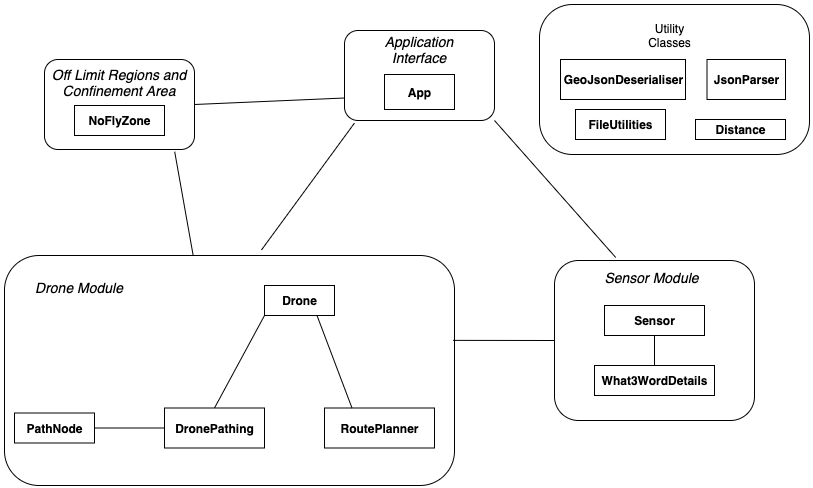 Off Limit Regions and
Confinement Area
NoFlyZone
Application
Interface
App
Utility
Classes
GeoJsonDeserialiser
JsonParser
FileUtilities
Distance
Drone Module
Drone
PathNode
DronePathing
RoutePlanner
Sensor Module
Sensor
What3WordDetails